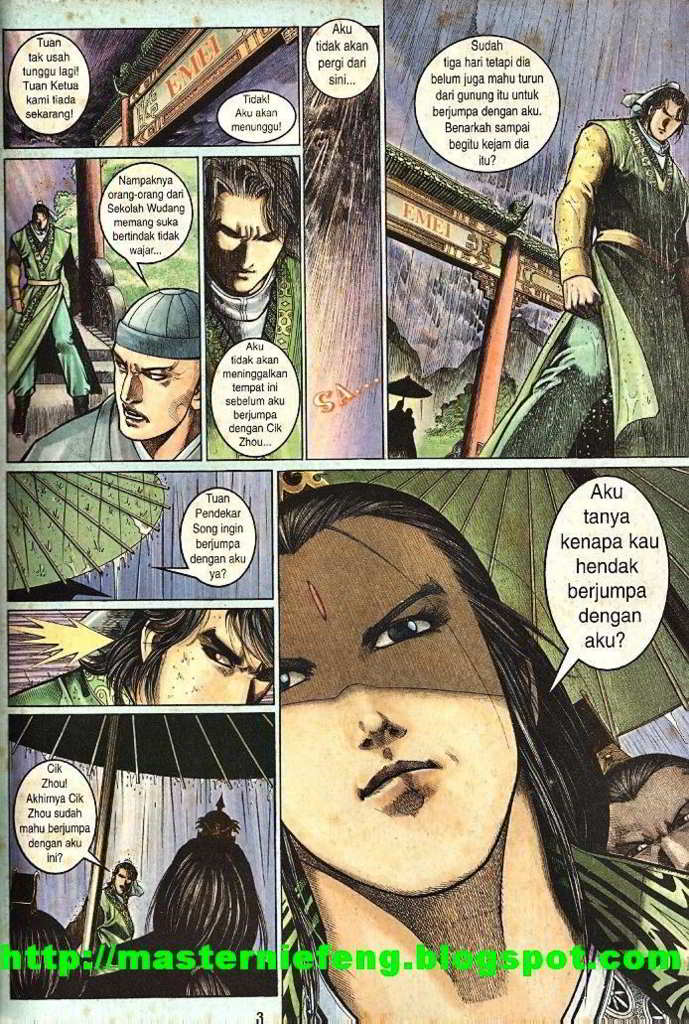 Tuan
tak usah
tunggu lagi!
Tuan Ketua
kami tiada
sekarang!
EMEI
Tidak!
Aku akan
menunggu!
Aku
tidak akan
pergi dari
sini...
Sudah
tiga hari tetapi dia
belum juga mahu turun
dari gunung itu untuk
berjumpa dengan aku.
Benarkah sampai
begitu kejam dia
itu?
EMEI
Nampaknya
orang-orang dari
Sekolah Wudang
memang suka
bertindak tidak
wajar...
Aku
tidak akan
meninggalkan
tempat ini
sebelum aku
berjumpa
dengan Cik
Zhou...
SA...
Tuan
Pendekar
Song ingin
berjumpa
dengan aku
ya?
Cik
Zhou!
Akhirnya Cik
Zhou sudah
mahu berjumpa
dengan aku
ini?
Aku
tanya
kenapa kau
hendak
berjumpa
dengan
aku?
http://masterniefeng.blogspot.com
3